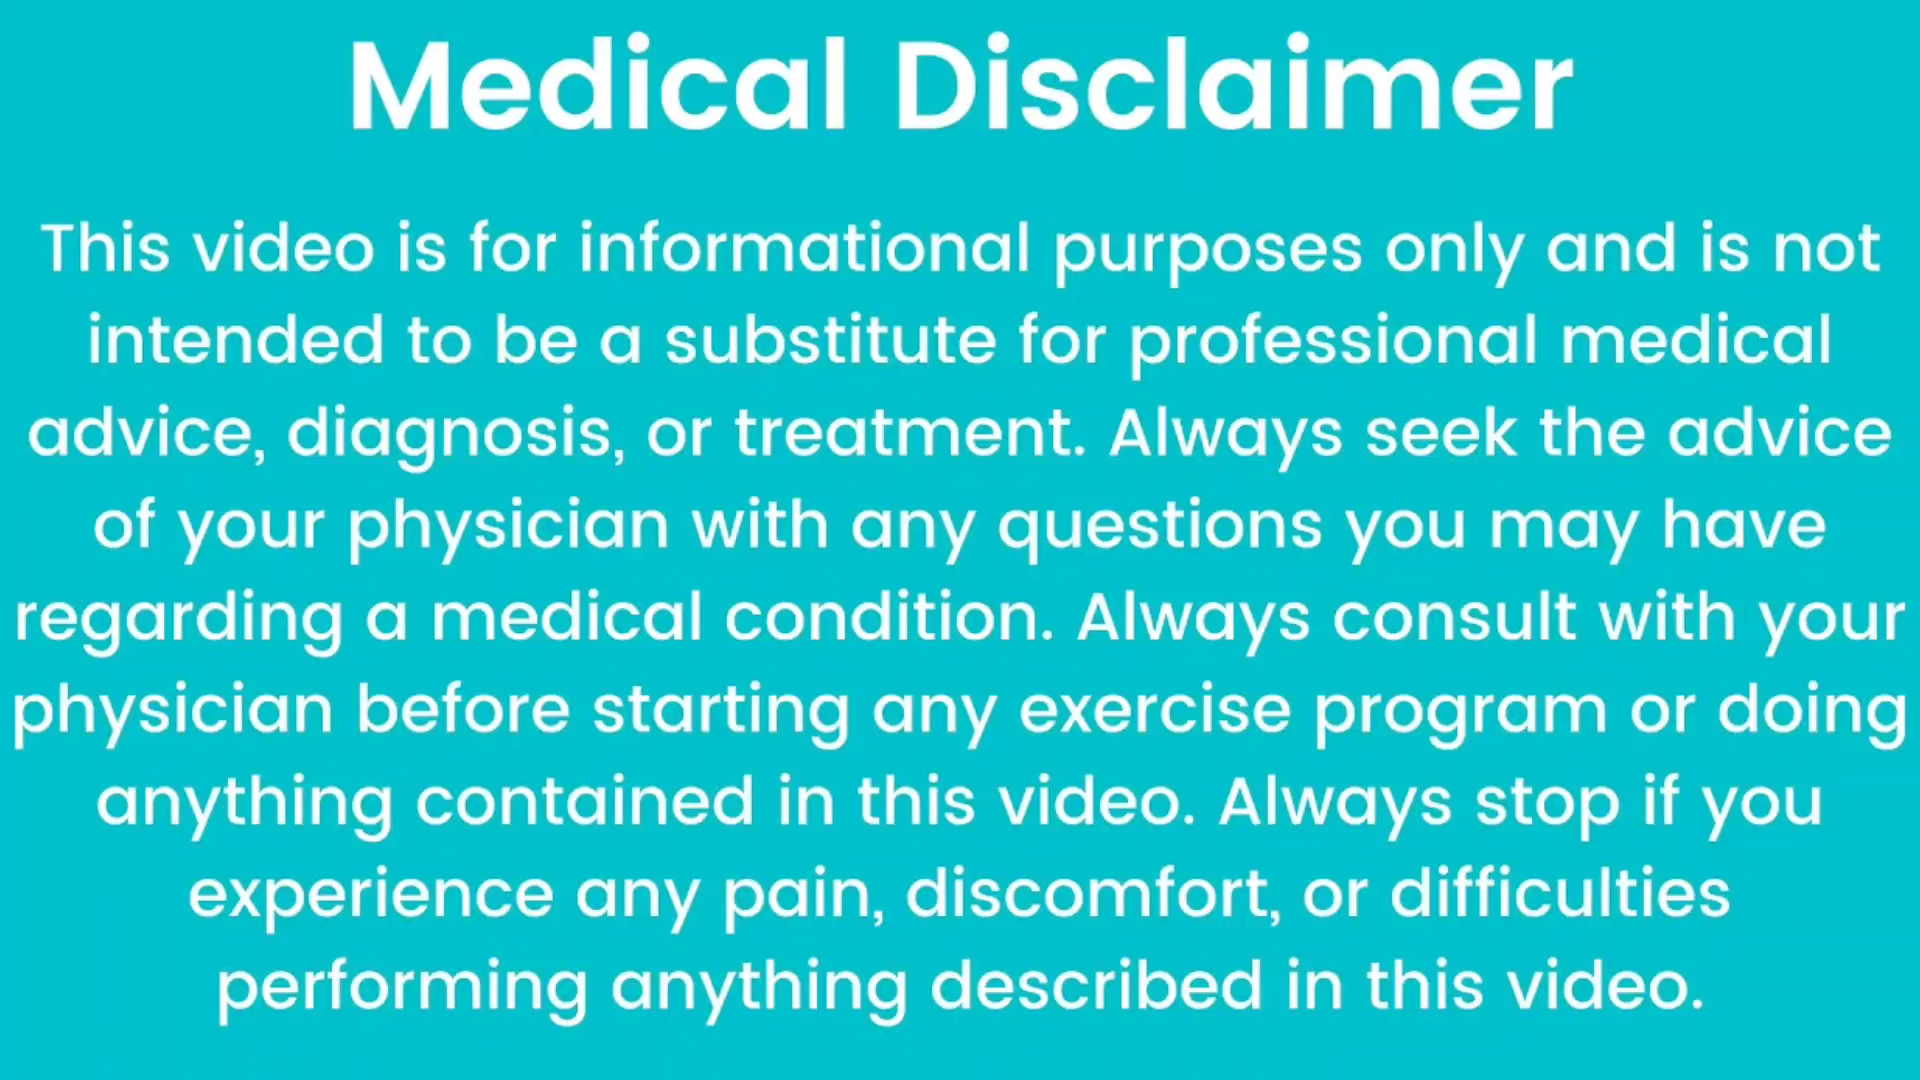 Medical Disclaimer
This video is for informational purposes only and is not
intended to be a substitute for professional medical
advice, diagnosis, or treatment. Always seek the advice
of your physician with any questions you may have
regarding a medical condition. Always consult with your
physician before starting any exercise program or doing
anything contained in this video. Always stop if you
experience any pain, discomfort, or difficulties
performing anything described in this video.